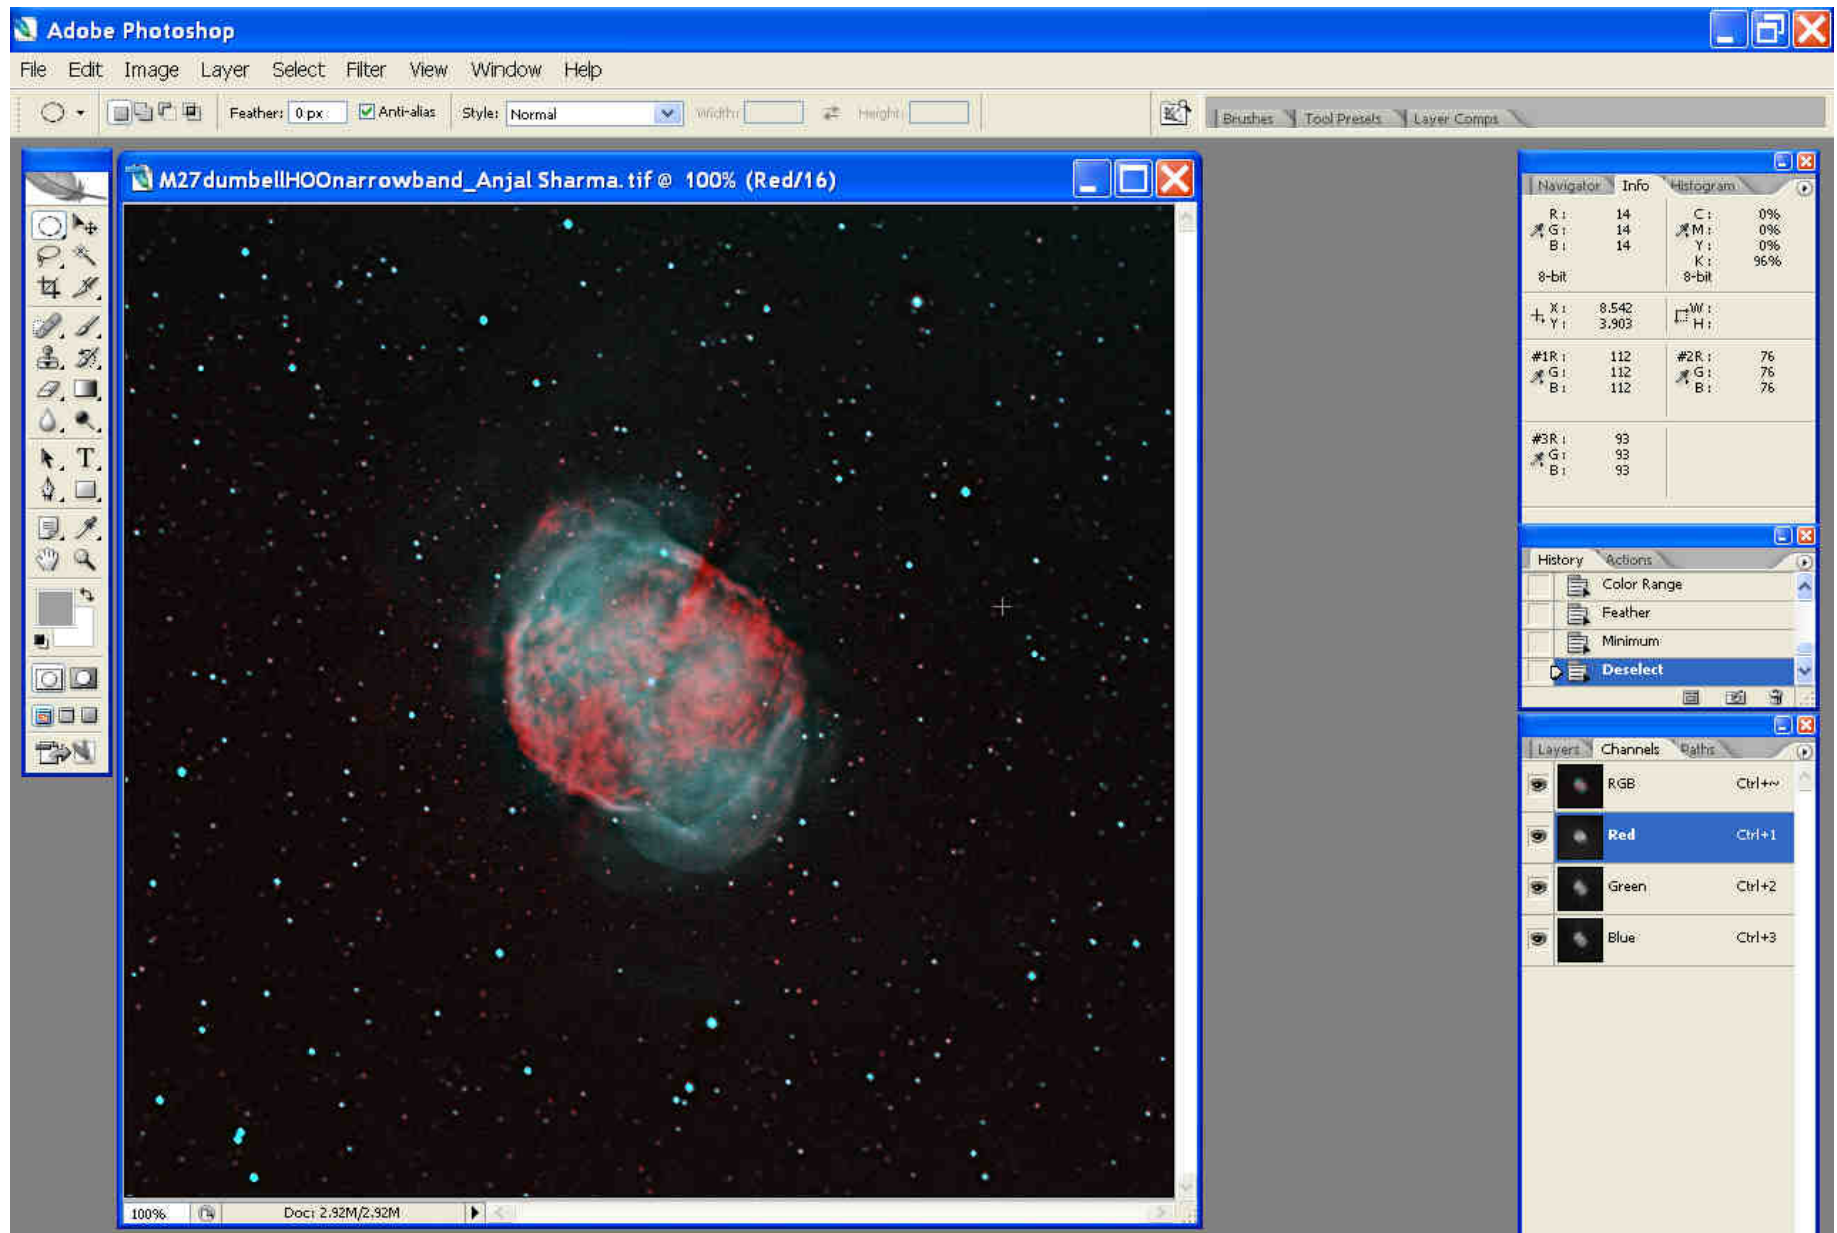 Adobe Photoshop
File Edit Image Layer Select Filter View Window Help
Feather: 0 px Anti-alias Style: Normal Width: Height: Brushes Tool Presets Layer Comps
M27dumbellHOOnarrowband_Anjal Sharma.tif @ 100% (Red/16)
Navigator Info Histogram
R: 14 C: 0%
G: 14 M: 0%
B: 14 Y: 0%
K: 96%
8-bit 8-bit
X: 8.542 W:
Y: 3.903 H:
#1R: 112 #2R: 76
G: 112 G: 76
B: 112 B: 76
#3R: 93
G: 93
B: 93
History Actions
Color Range
Feather
Minimum
Deselect
Layers Channels Paths
RGB Ctrl+~
Red Ctrl+1
Green Ctrl+2
Blue Ctrl+3
T
100% Doc: 2.92M/2.92M